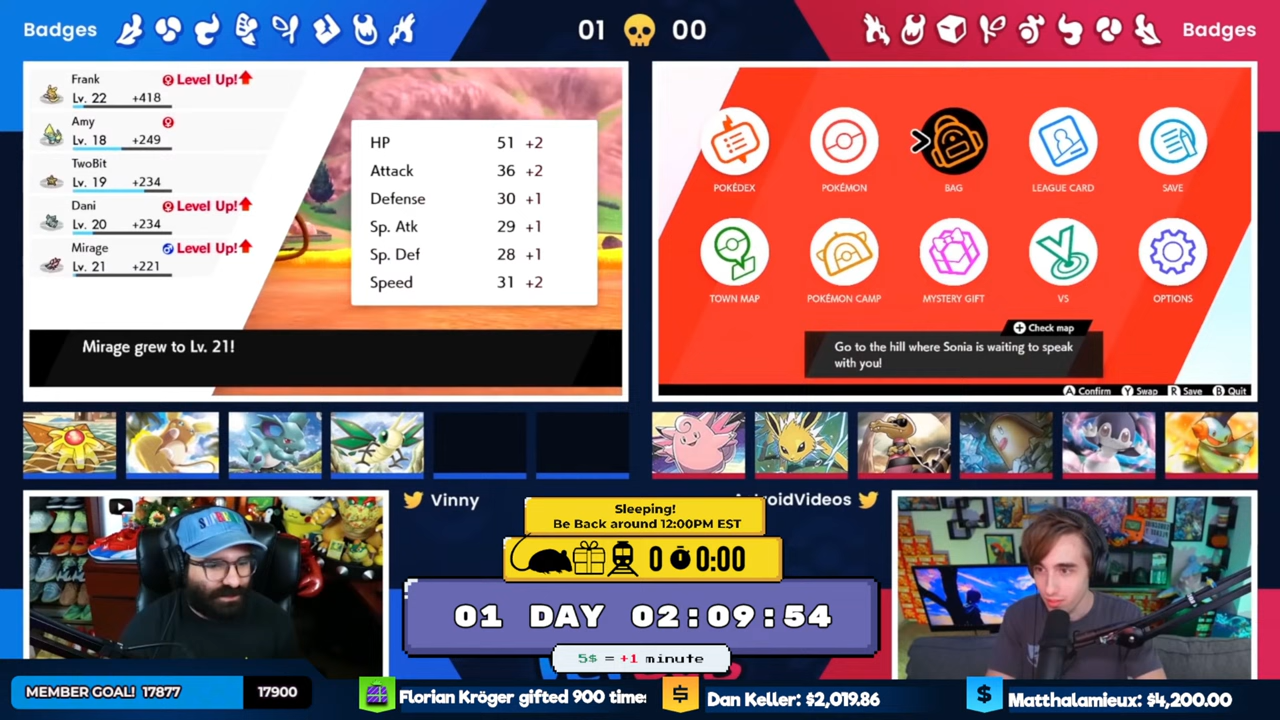 Badges
01
00
Badges
Frank
Level Up!
Lv. 22 +418
Amy
Lv. 18 +249
TwoBit
Lv. 19 +234
Dani
Level Up!
Lv. 20 +234
Mirage
Level Up!
Lv. 21 +221
HP 51 +2
Attack 36 +2
Defense 30 +1
Sp. Atk 29 +1
Sp. Def 28 +1
Speed 31 +2
Mirage grew to Lv. 21!
POKÉDEX
POKÉMON
BAG
LEAGUE CARD
SAVE
TOWN MAP
POKÉMON CAMP
MYSTERY GIFT
VS
OPTIONS
+ Check map
Go to the hill where Sonia is waiting to speak
with you!
A Confirm Y Swap R Save B Quit
Vinny
roidVideos
Sleeping!
Be Back around 12:00PM EST
0 0:00
01 DAY 02:09:54
5$ = +1 minute
MEMBER GOAL! 17877
17900
Florian Kröger gifted 900 times
Dan Keller: $2,019.86
Matthalamieux: $4,200.00